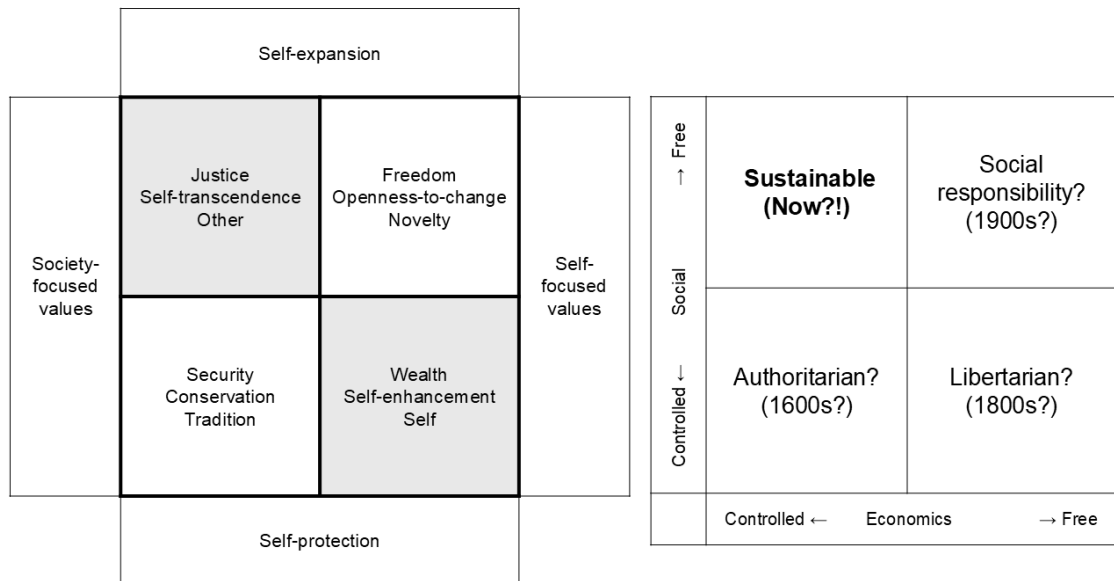 Self-expansion
Society-
focused
values
Justice
Self-transcendence
Other
Freedom
Openness-to-change
Novelty
Self-
focused
values
Security
Conservation
Tradition
Wealth
Self-enhancement
Self
Self-protection
Controlled ← Social → Free
Sustainable
(Now?!)
Social
responsibility?
(1900s?)
Authoritarian?
(1600s?)
Libertarian?
(1800s?)
Controlled ← Economics → Free